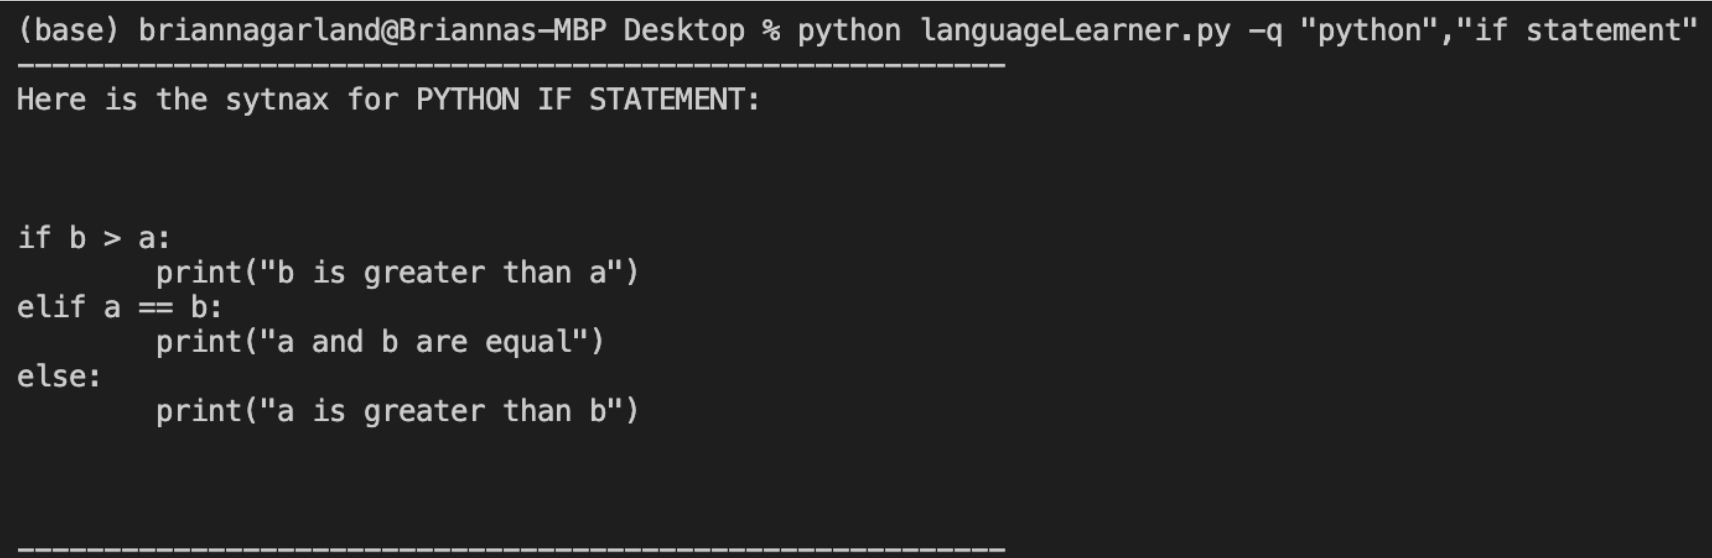 (base) briannagarland@Briannas-MBP Desktop % python languageLearner.py -q "python","if statement"
---------------------------------------------------------
Here is the sytnax for PYTHON IF STATEMENT:
if b > a:
        print("b is greater than a")
elif a == b:
        print("a and b are equal")
else:
        print("a is greater than b")
---------------------------------------------------------